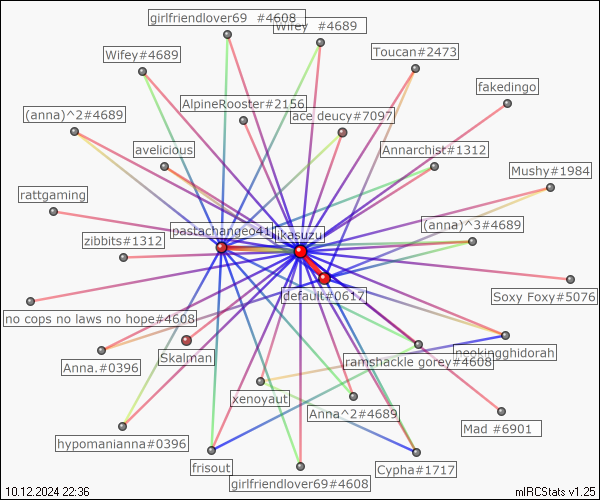 girlfriendlover69 #4608
Wifey #4689
Wifey#4689
Toucan#2473
fakedingo
AlpineRooster#2156
(anna)^2#4689
ace deucy#7097
avelicious
Annarchist#1312
Mushy#1984
rattgaming
(anna)^3#4689
pastachangeo41
ikasuzu
zibbits#1312
Soxy Foxy#5076
default#0617
no cops no laws no hope#4608
neokingghidorah
Skalman
Anna.#0396
ramshackle gorey#4608
xenoyaut
Anna^2#4689
Mad #6901
hypomanianna#0396
frisout
Cypha#1717
girlfriendlover69#4608
10.12.2024 22:36
mIRCStats v1.25